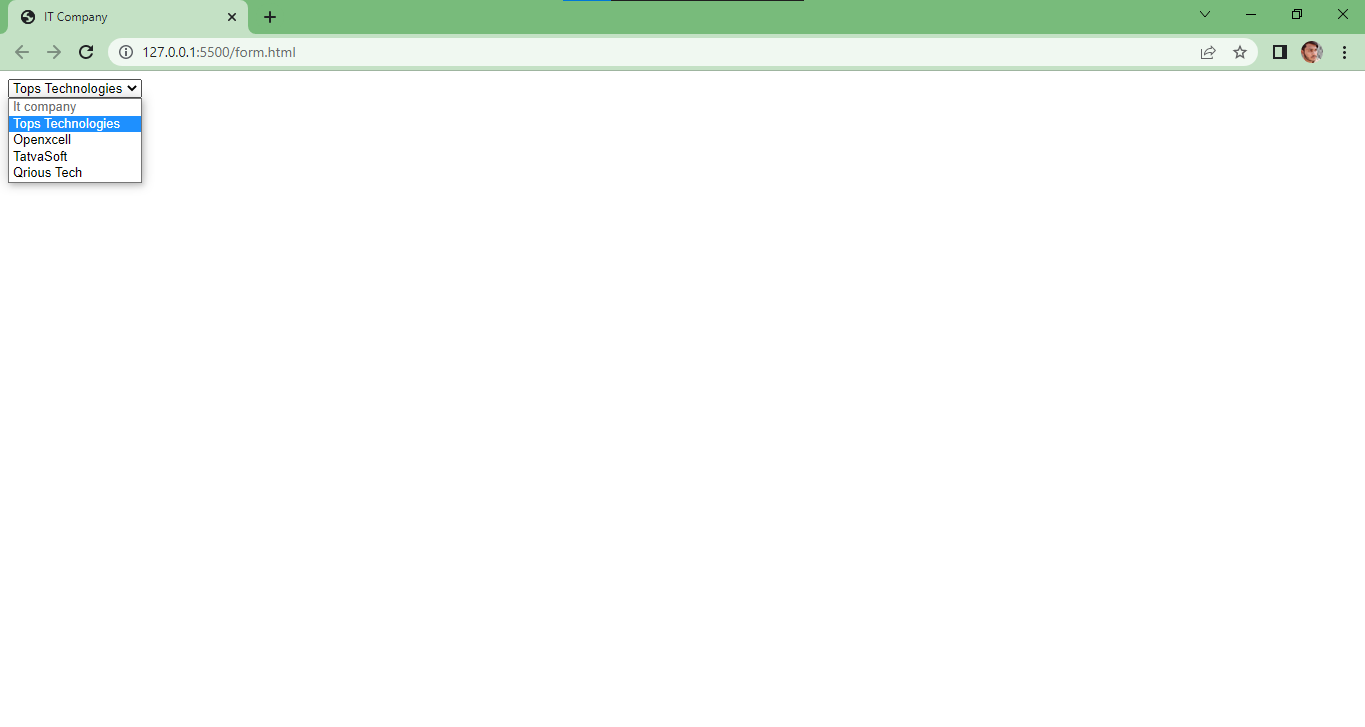 IT Company
127.0.0.1:5500/form.html
Tops Technologies
It company
Tops Technologies
Openxcell
TatvaSoft
Qrious Tech